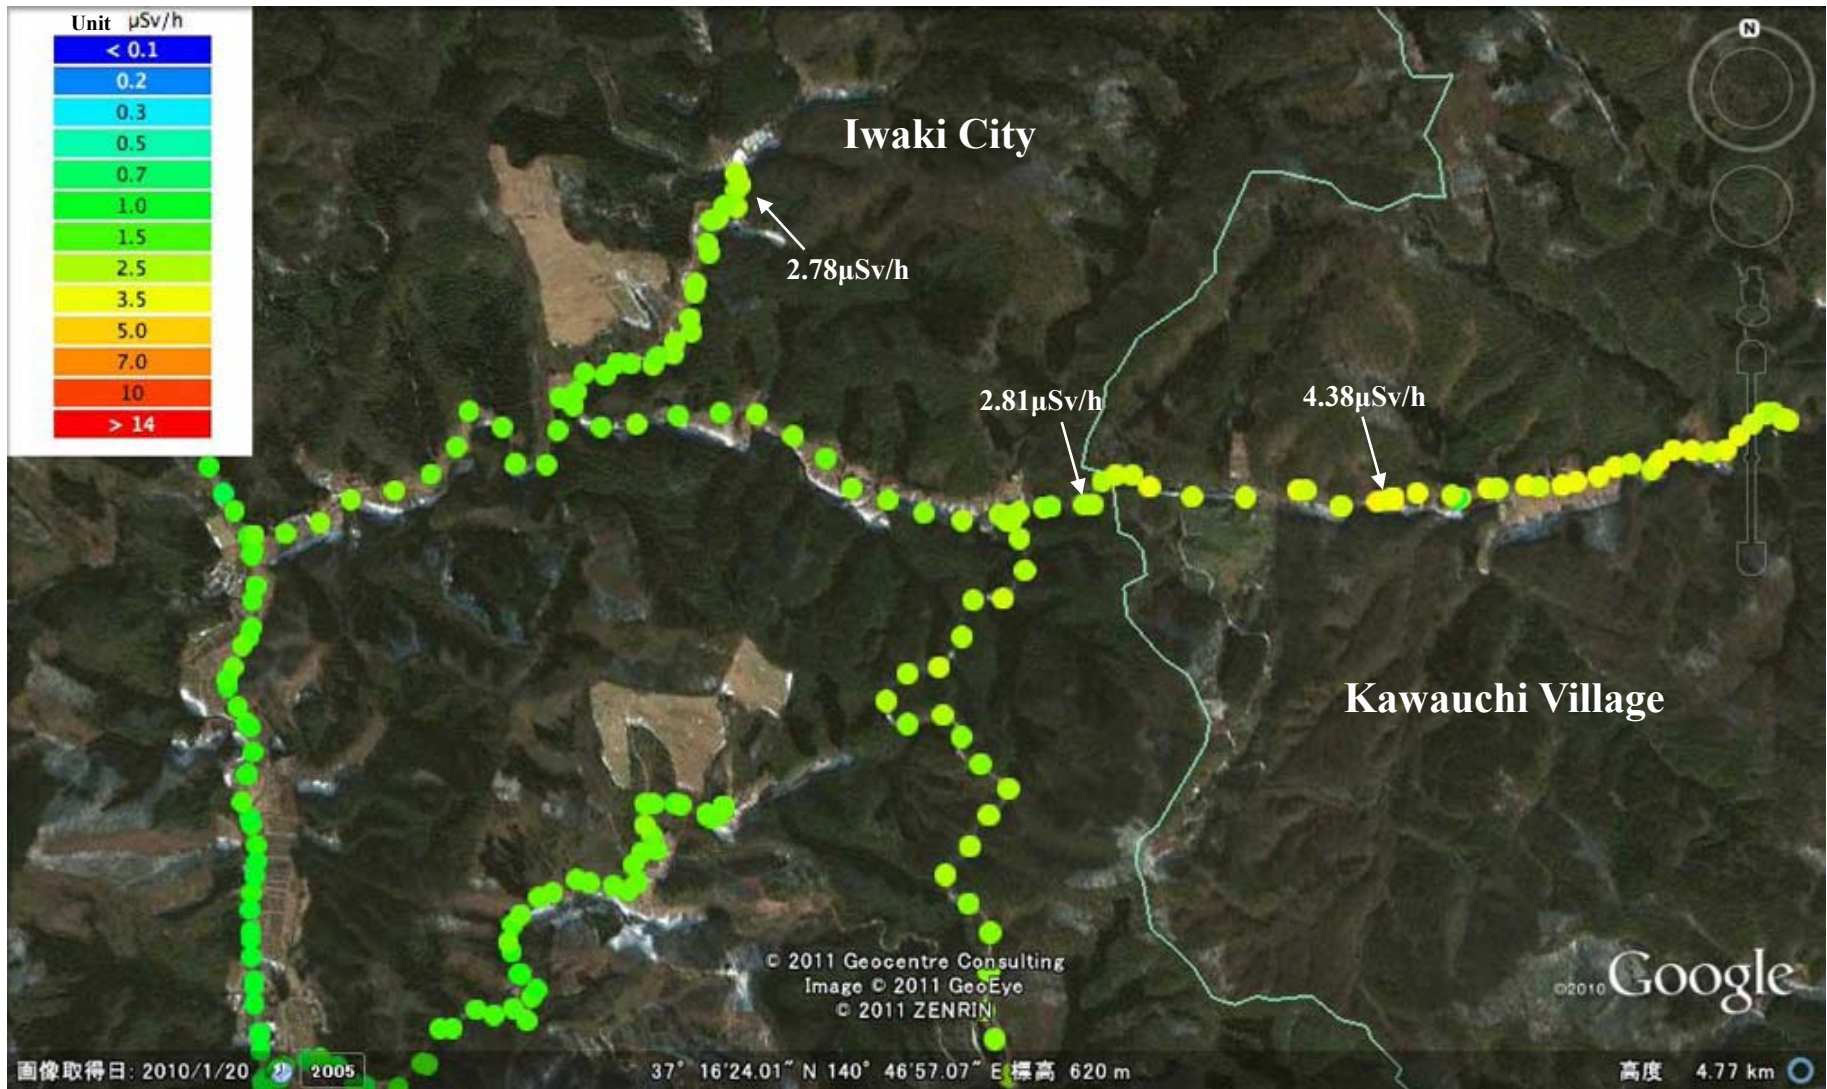 Unit μSv/h
< 0.1
0.2
0.3
0.5
0.7
1.0
1.5
2.5
3.5
5.0
7.0
10
> 14
N
Iwaki City
2.78μSv/h
2.81μSv/h
4.38μSv/h
Kawauchi Village
© 2011 Geocentre Consulting
Image © 2011 GeoEye
© 2011 ZENRIN
©2010 Google
画像取得日: 2010/1/20
2005
37° 16'24.01" N 140° 46'57.07" E 標高 620 m
高度 4.77 km